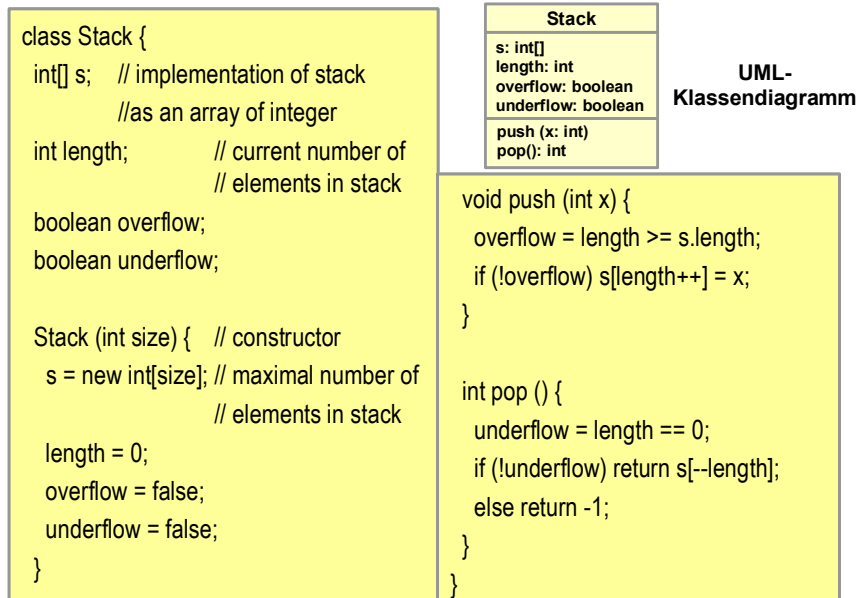 class Stack {
int[] s; // implementation of stack
//as an array of integer
int length; // current number of
// elements in stack
boolean overflow;
boolean underflow;
Stack (int size) { // constructor
s = new int[size]; // maximal number of
// elements in stack
length = 0;
overflow = false;
underflow = false;
}
Stack
s: int[]
length: int
overflow: boolean
underflow: boolean
push (x: int)
pop(): int
UML-
Klassendiagramm
void push (int x) {
overflow = length >= s.length;
if (!overflow) s[length++] = x;
}
int pop () {
underflow = length == 0;
if (!underflow) return s[--length];
else return -1;
}
}